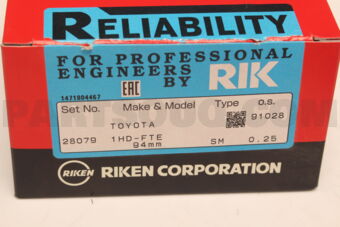 RELIABILITY
FOR PROFESSIONAL
ENGINEERS
BY RIK
1471804467
EAC
Set No. Make & Model Type o.s.
91028
TOYOTA
28079 1HD-FTE SM 0.25
94mm
RIKEN RIKEN CORPORATION